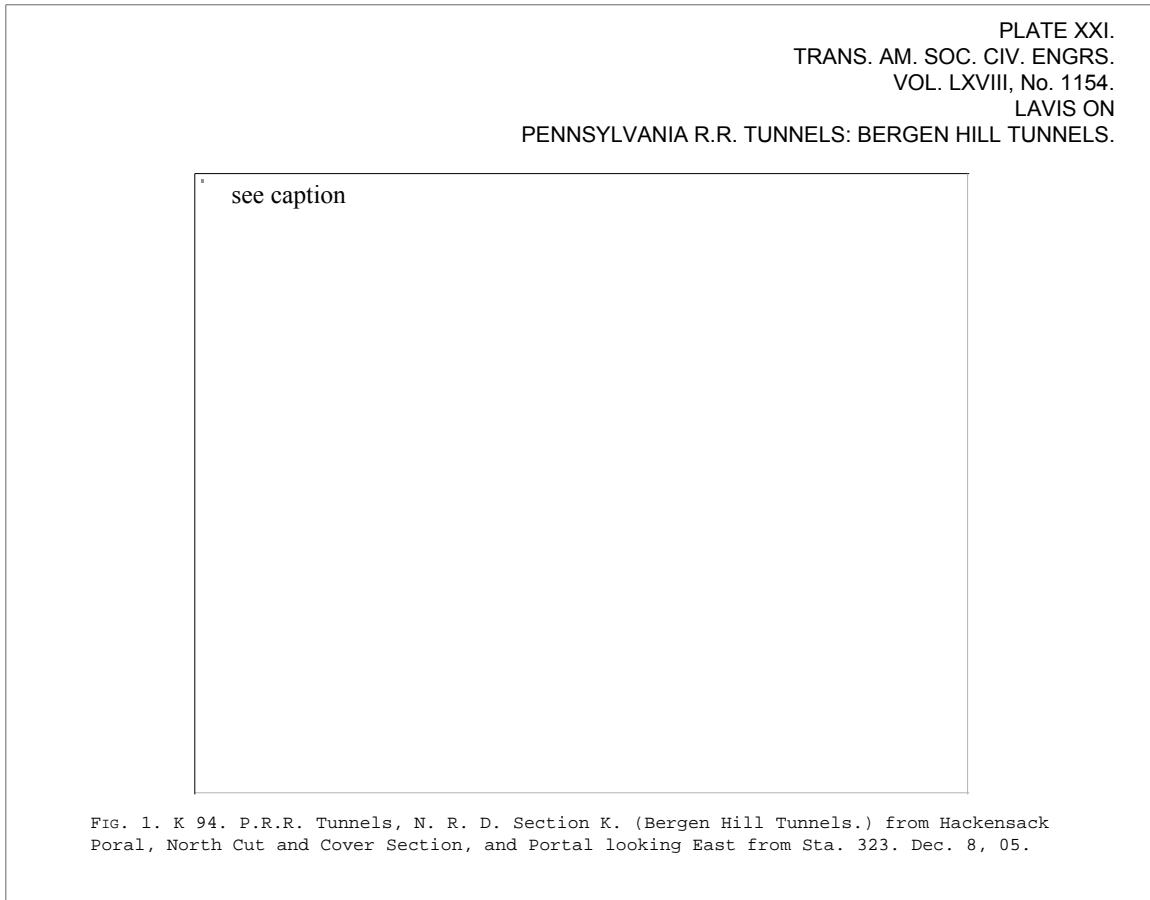 PLATE XXI.
TRANS. AM. SOC. CIV. ENGRS.
VOL. LXVIII, No. 1154.
LAVIS ON
PENNSYLVANIA R.R. TUNNELS: BERGEN HILL TUNNELS.
see caption
FIG. 1. K 94. P.R.R. Tunnels, N. R. D. Section K. (Bergen Hill Tunnels.) from Hackensack
Poral, North Cut and Cover Section, and Portal looking East from Sta. 323. Dec. 8, 05.